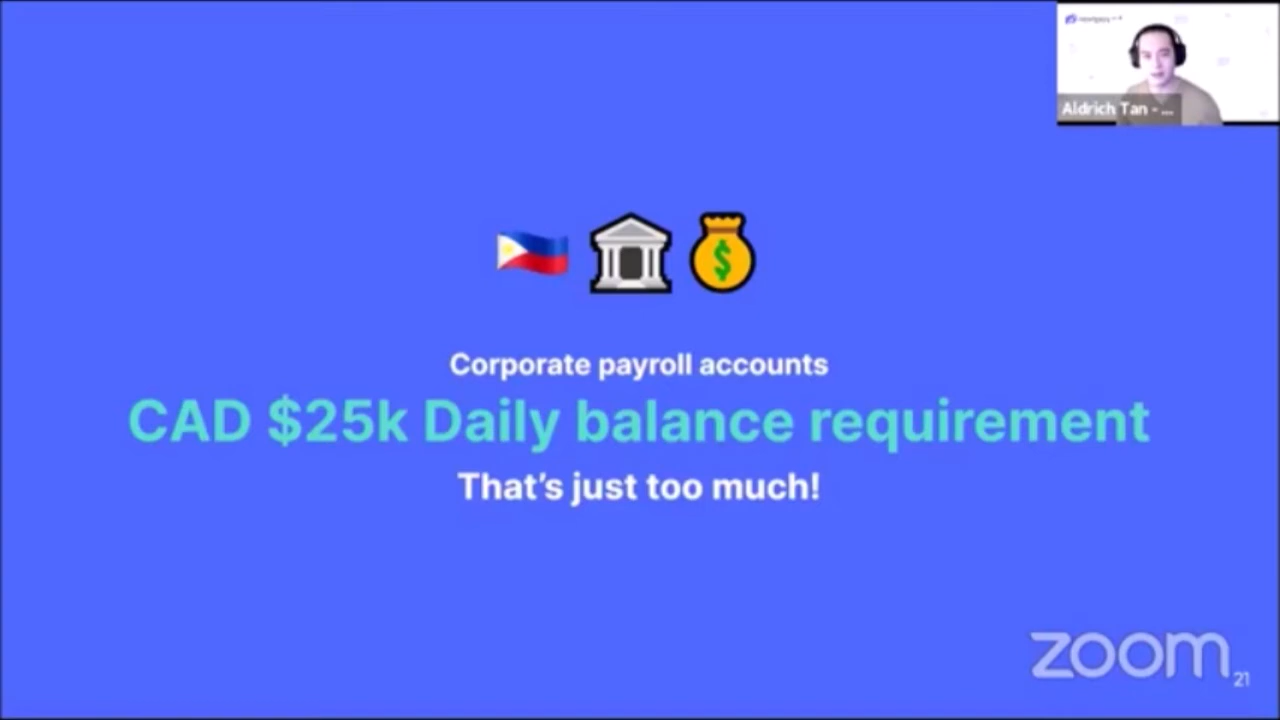 Aldrich Tan - ...
Corporate payroll accounts
CAD $25k Daily balance requirement
That's just too much!
zoom
21